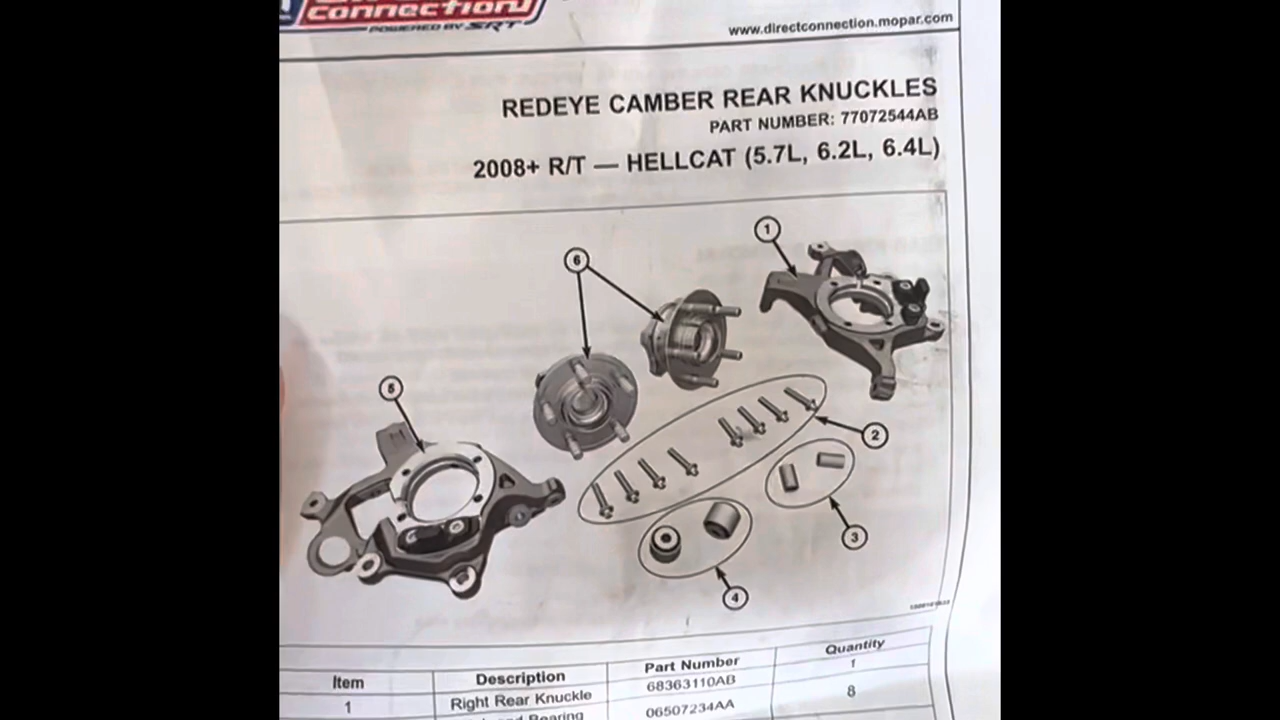 CONNECTION
POWERED BY SRT
www.directconnection.mopar.com
REDEYE CAMBER REAR KNUCKLES
PART NUMBER: 77072544AB
2008+ R/T — HELLCAT (5.7L, 6.2L, 6.4L)
1
6
5
2
3
4
Item Description Part Number Quantity
1 Right Rear Knuckle 68363110AB 1
Bearing 06507234AA 8